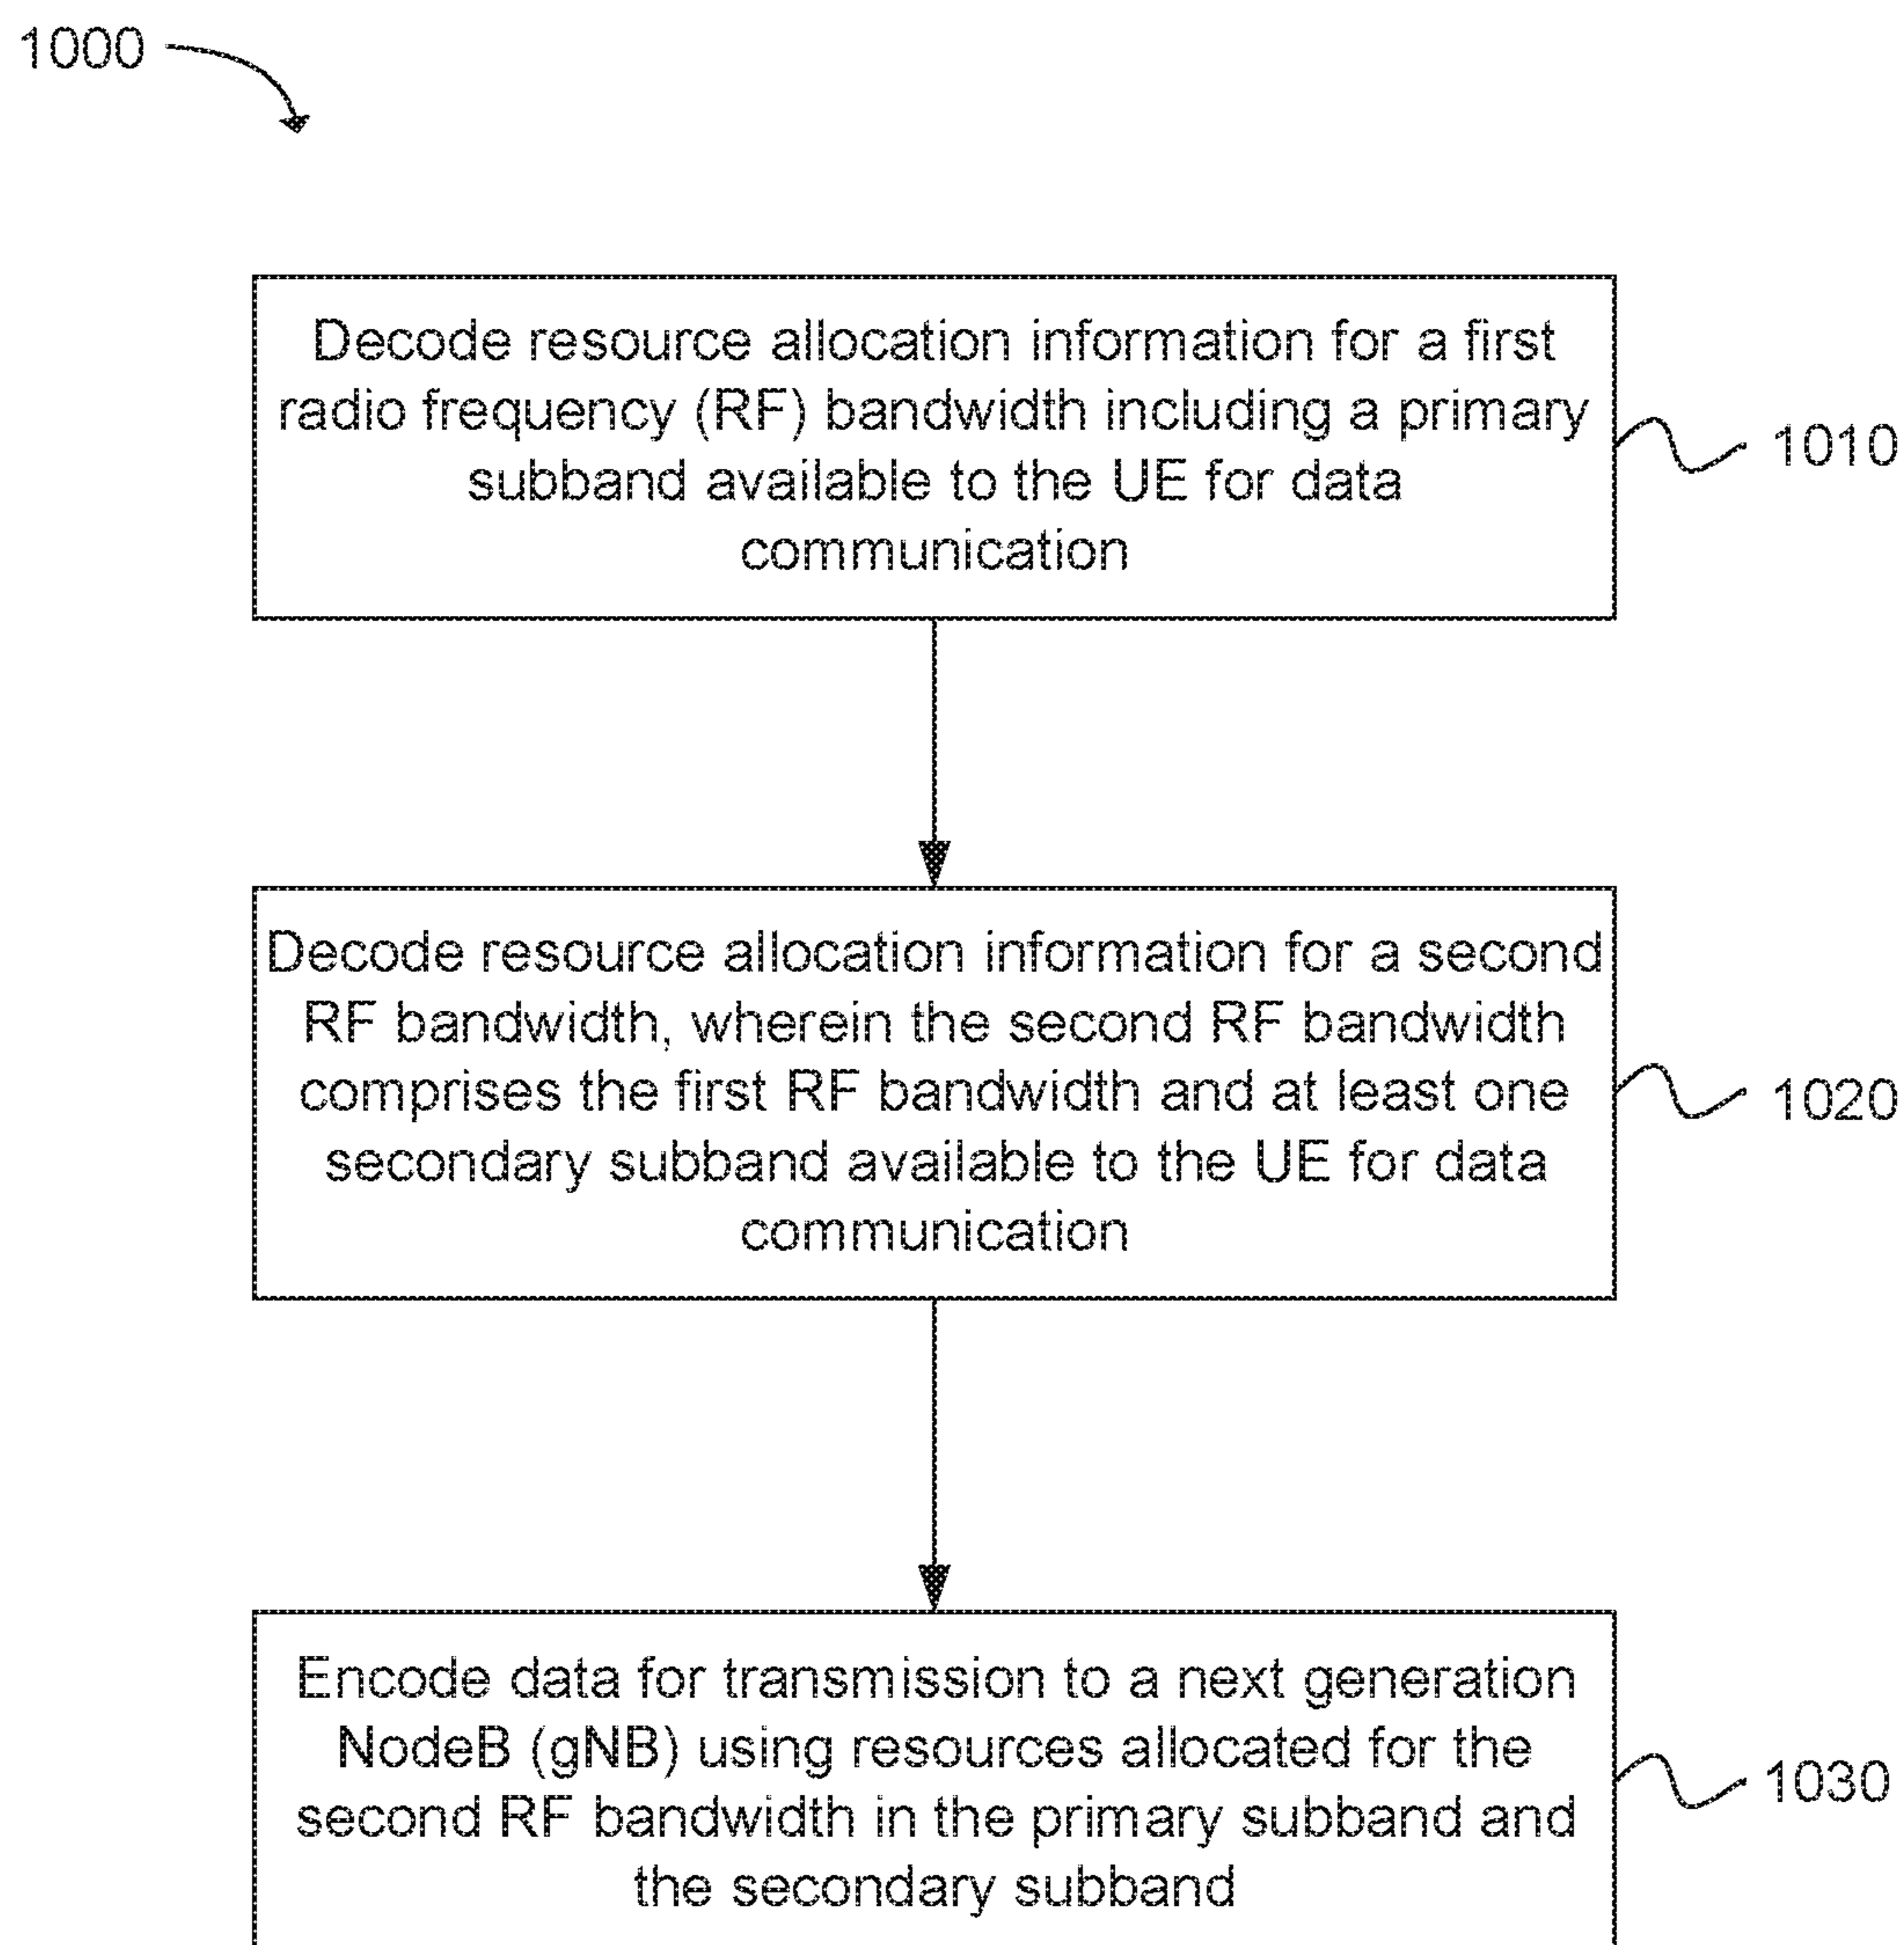 1000
Decode resource allocation information for a first
radio frequency (RF) bandwidth including a primary
subband available to the UE for data
communication
1010
Decode resource allocation information for a second
RF bandwidth, wherein the second RF bandwidth
comprises the first RF bandwidth and at least one
secondary subband available to the UE for data
communication
1020
Encode data for transmission to a next generation
NodeB (gNB) using resources allocated for the
second RF bandwidth in the primary subband and
the secondary subband
1030